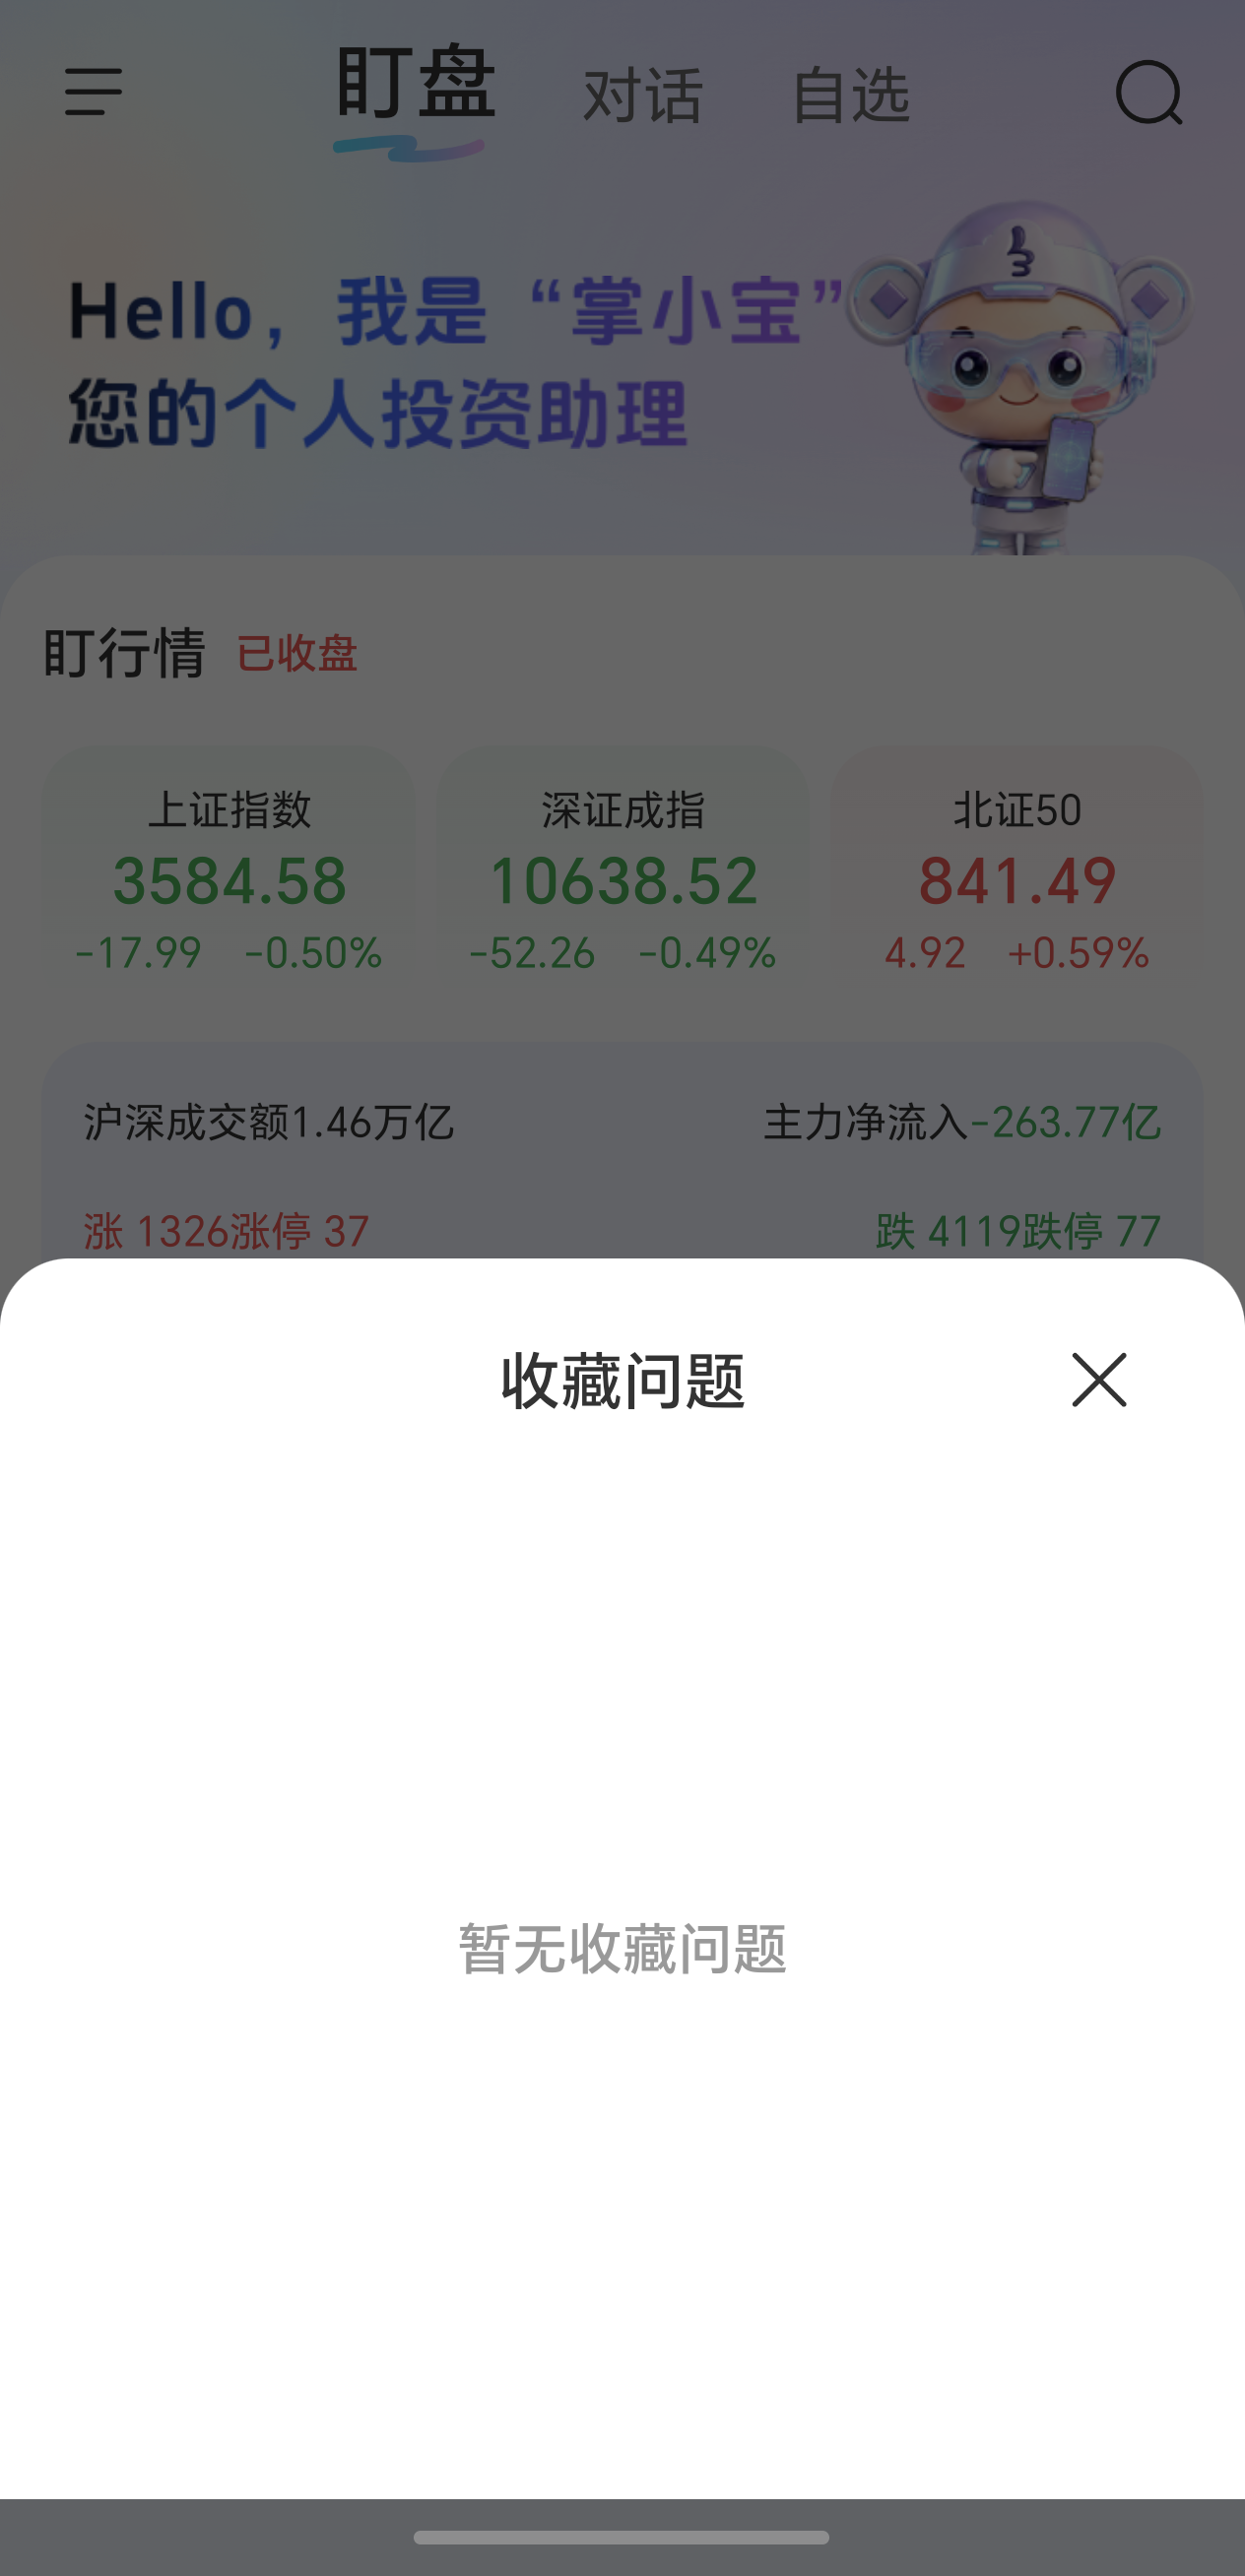 盯盘 对话 自选
Hello，我是“掌小宝”
您的个人投资助理
盯行情 已收盘
上证指数 深证成指 北证50
3584.58 10638.52 841.49
-17.99 -0.50% -52.26 -0.49% 4.92 +0.59%
沪深成交额1.46万亿 主力净流入-263.77亿
涨 1326涨停 37 跌 4119跌停 77
收藏问题
暂无收藏问题